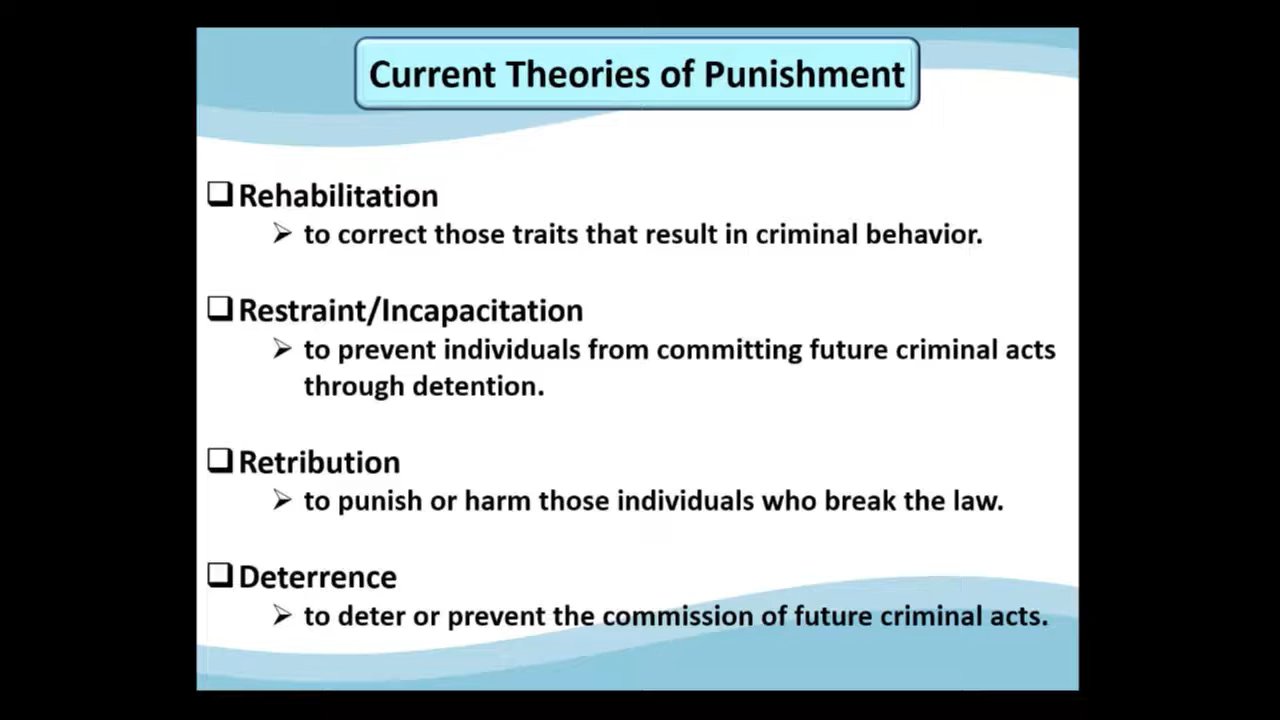 Current Theories of Punishment
❑Rehabilitation
➢ to correct those traits that result in criminal behavior.
❑Restraint/Incapacitation
➢ to prevent individuals from committing future criminal acts
through detention.
❑Retribution
➢ to punish or harm those individuals who break the law.
❑Deterrence
➢ to deter or prevent the commission of future criminal acts.